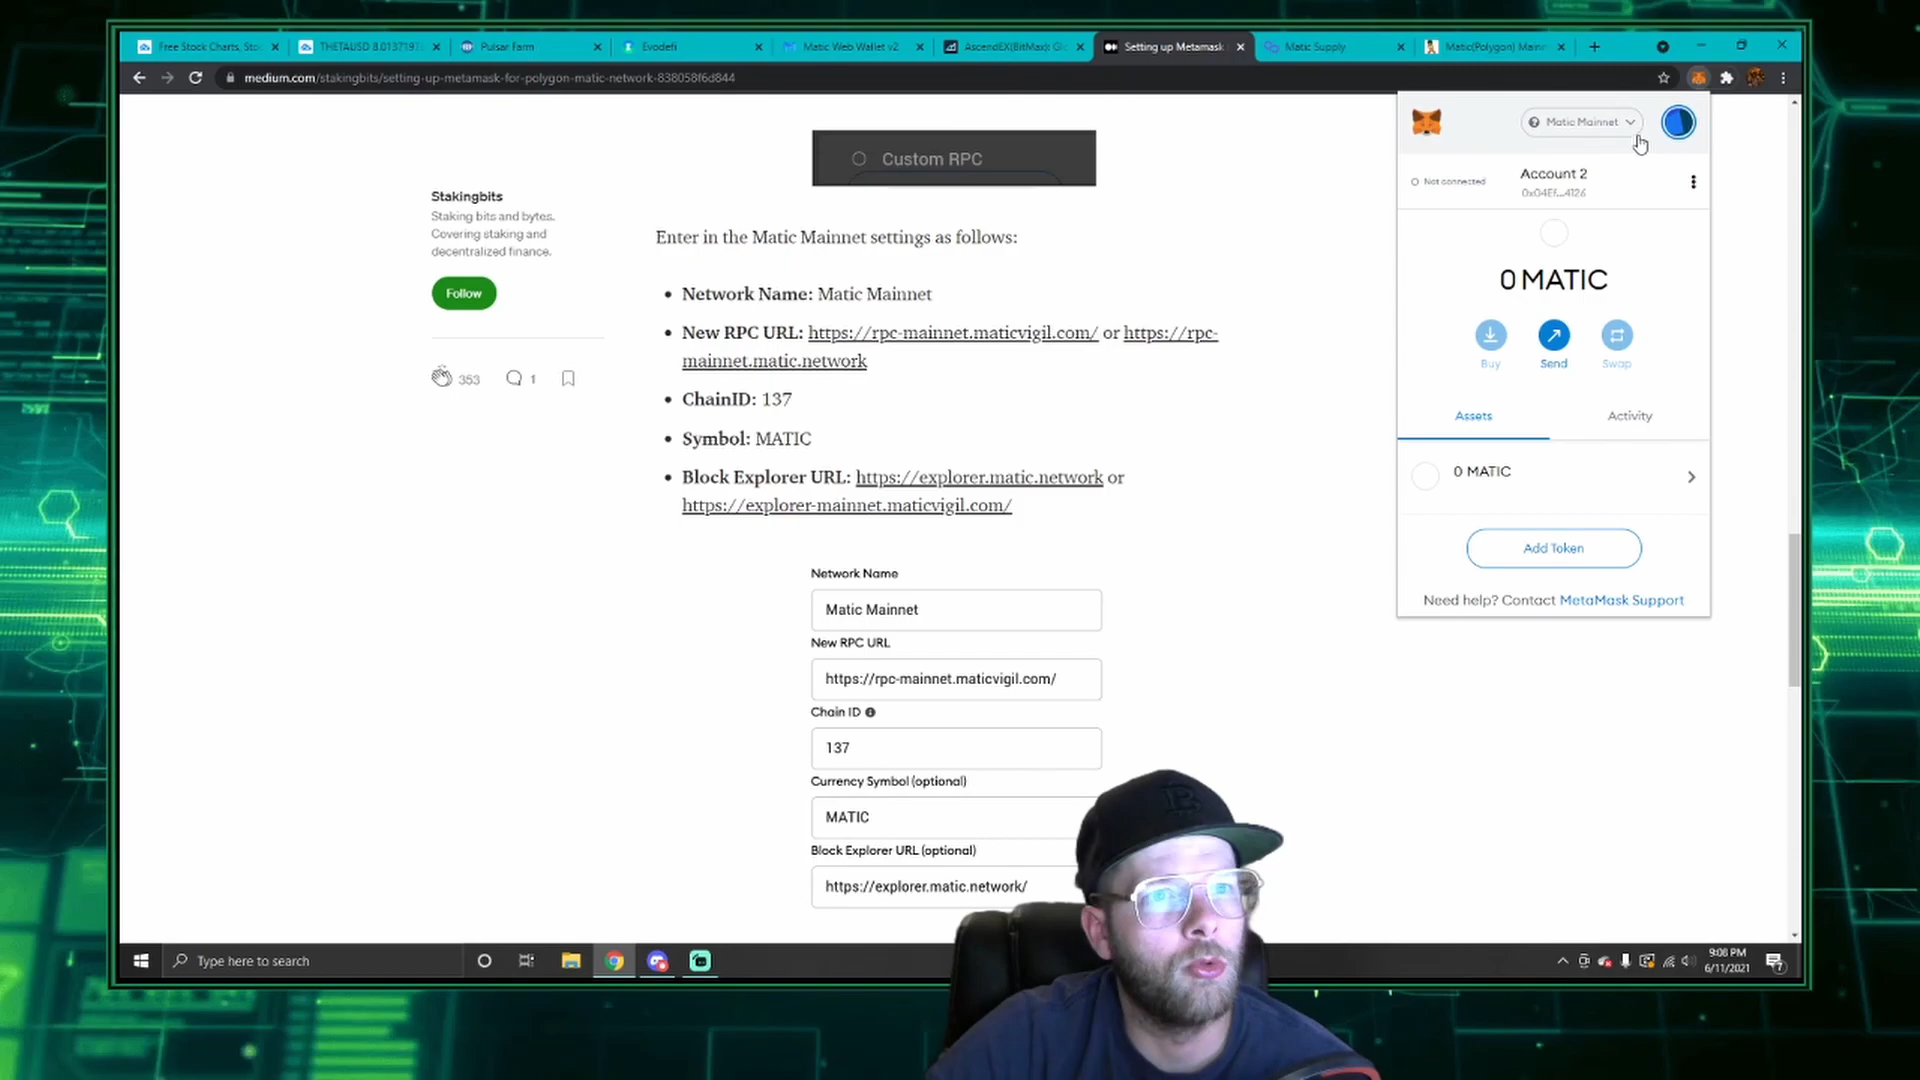 Free Stock Charts, Sto
THETAUSD 8.0137197
Pulsar Farm
Evodefi
Matic Web Wallet v2
AscendEX(BitMax): Gl
Setting up Metamask
Matic Supply
Matic(Polygon) Mainn
medium.com/stakingbits/setting-up-metamask-for-polygon-matic-network-838058f6d844
Custom RPC
Stakingbits
Staking bits and bytes.
Covering staking and
decentralized finance.
Follow
353
1
Enter in the Matic Mainnet settings as follows:
• Network Name: Matic Mainnet
• New RPC URL: https://rpc-mainnet.maticvigil.com/ or https://rpc-
mainnet.matic.network
• ChainID: 137
• Symbol: MATIC
• Block Explorer URL: https://explorer.matic.network or
https://explorer-mainnet.maticvigil.com/
Network Name
Matic Mainnet
New RPC URL
https://rpc-mainnet.maticvigil.com/
Chain ID
137
Currency Symbol (optional)
MATIC
Block Explorer URL (optional)
https://explorer.matic.network/
Matic Mainnet
Not connected
Account 2
0x04Ef...4126
0 MATIC
Buy
Send
Swap
Assets
Activity
0 MATIC
Add Token
Need help? Contact MetaMask Support
Type here to search
9:08 PM
6/11/2021